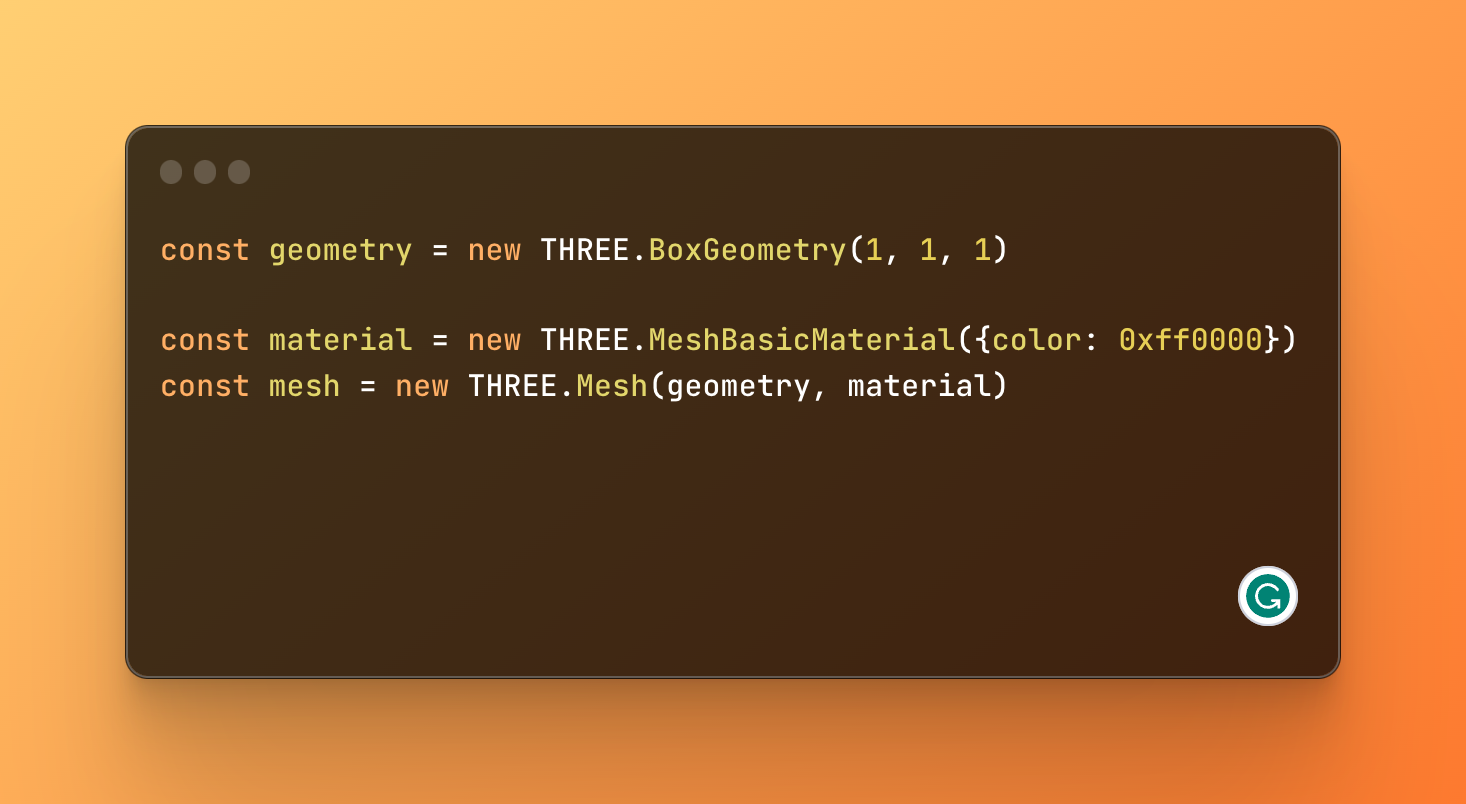 const geometry = new THREE.BoxGeometry(1, 1, 1)
const material = new THREE.MeshBasicMaterial({color: 0xff0000})
const mesh = new THREE.Mesh(geometry, material)